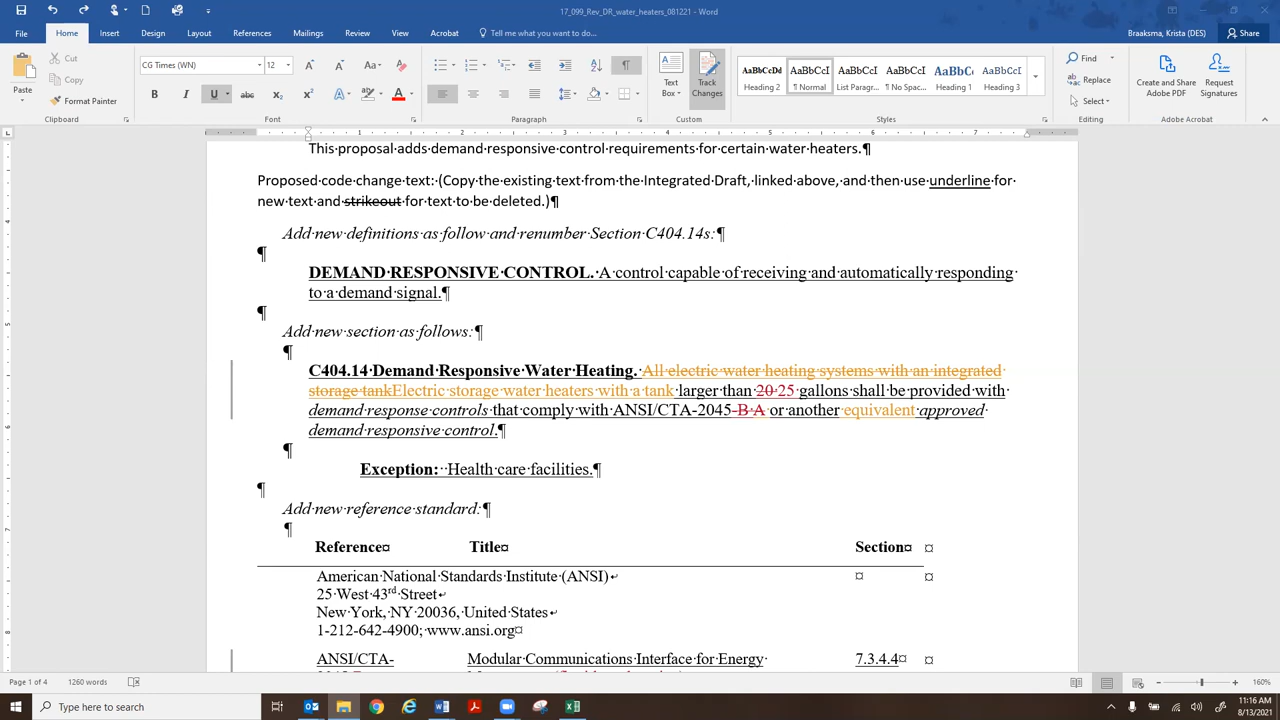 17_099_Rev_DR_water_heaters_081221 - Word
Braaksma, Krista (DES)
File Home Insert Design Layout References Mailings Review View Acrobat Tell me what you want to do... Share
Paste
Cut
Copy
Format Painter
Clipboard
CG Times (WN) 12
Font
Paragraph
Text Box
Track Changes
Custom
AaBbCcDd AaBbCcI AaBbCcI AaBbCcI AaBbC AaBbCcI
Heading 2 ¶ Normal List Paragr... ¶ No Spac... Heading 1 Heading 3
Styles
Find
Replace
Select
Editing
Create and Share Adobe PDF
Request Signatures
Adobe Acrobat
This proposal adds demand responsive control requirements for certain water heaters.¶
Proposed code change text: (Copy the existing text from the Integrated Draft, linked above, and then use underline for
new text and strikeout for text to be deleted.)¶
Add new definitions as follow and renumber Section C404.14s:¶
¶
DEMAND RESPONSIVE CONTROL. A control capable of receiving and automatically responding
to a demand signal.¶
¶
Add new section as follows:¶
¶
C404.14 Demand Responsive Water Heating. All electric water heating systems with an integrated
storage tankElectric storage water heaters with a tank larger than 20 25 gallons shall be provided with
demand response controls that comply with ANSI/CTA-2045-B-A or another equivalent approved
demand responsive control.¶
¶
Exception: Health care facilities.¶
¶
Add new reference standard:¶
¶
Reference¤ Title¤ Section¤ ¤
American National Standards Institute (ANSI) ¤ ¤
25 West 43rd Street
New York, NY 20036, United States
1-212-642-4900; www.ansi.org¤
ANSI/CTA- Modular Communications Interface for Energy 7.3.4.4¤ ¤
Page 1 of 4 1260 words 160%
Type here to search
11:16 AM
8/13/2021